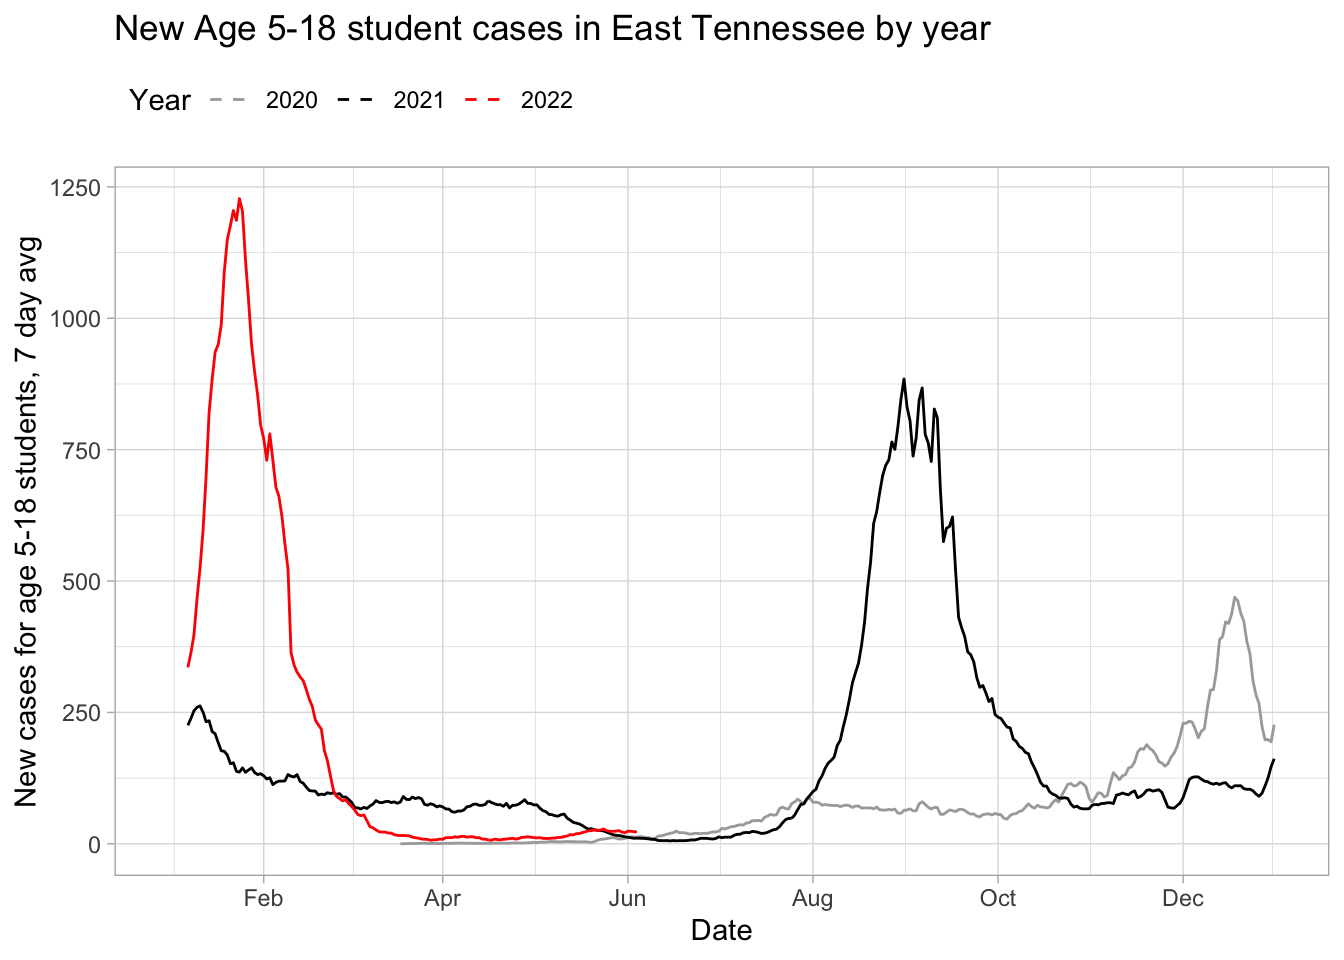 New Age 5-18 student cases in East Tennessee by year
Year 2020 2021 2022
New cases for age 5-18 students, 7 day avg
1250
1000
750
500
250
0
Feb Apr Jun Aug Oct Dec
Date